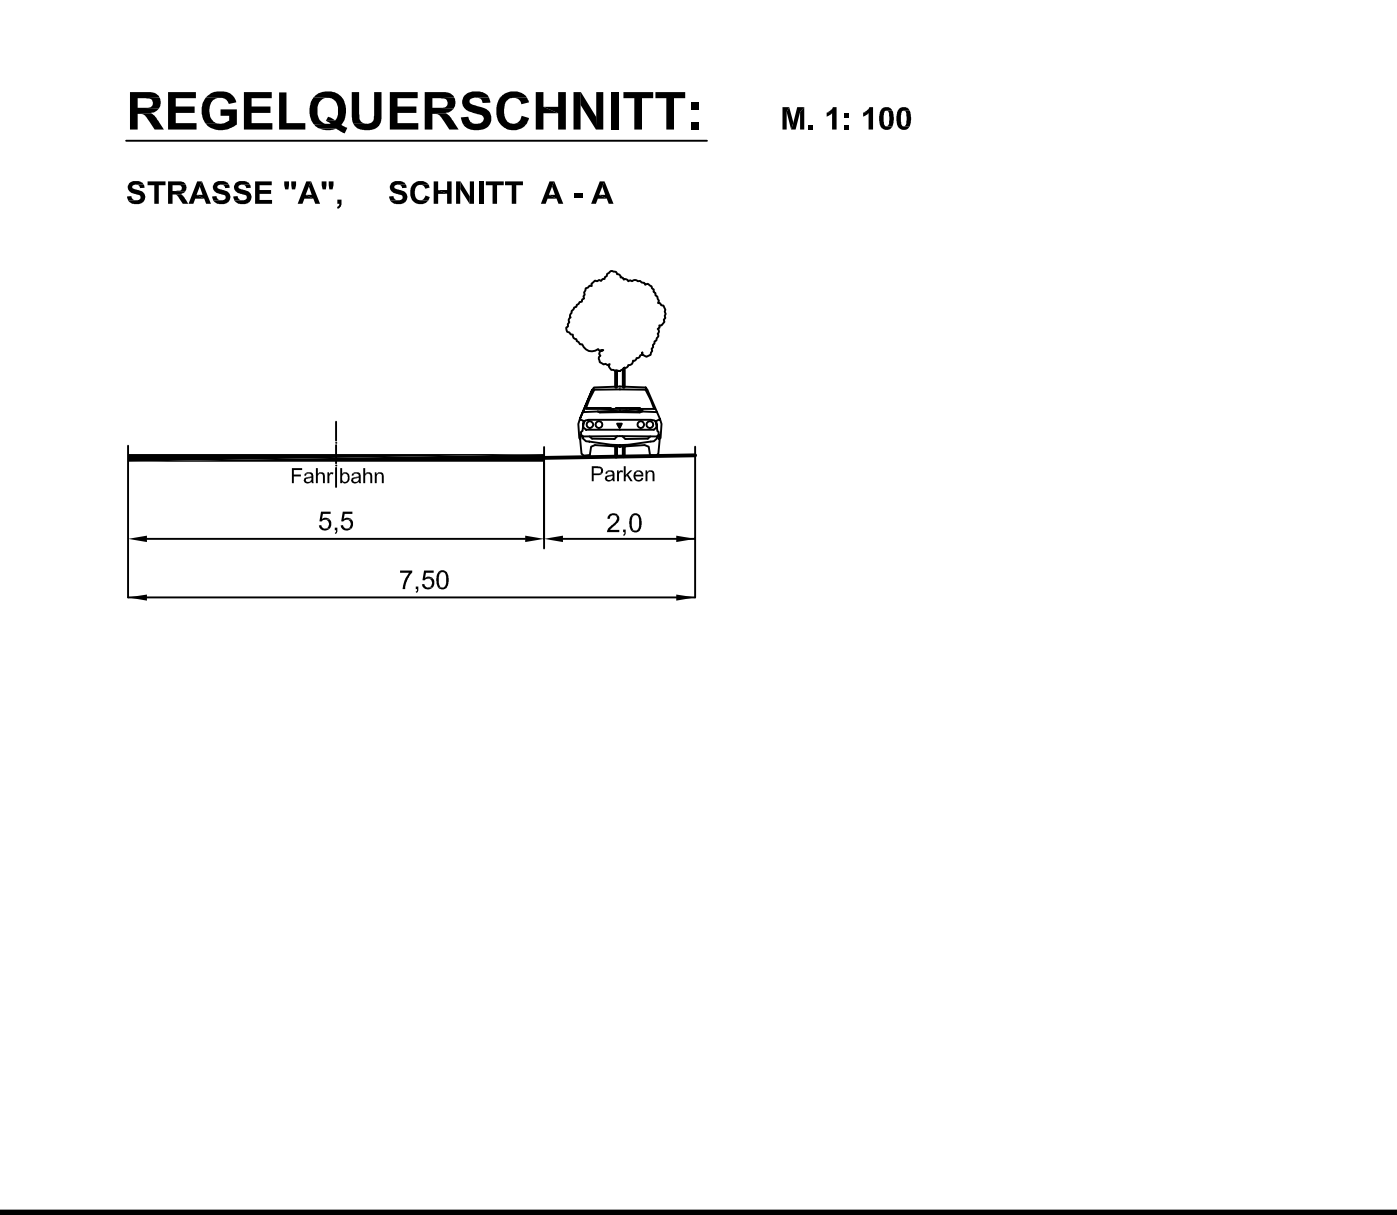 REGELQUERSCHNITT: M. 1: 100
STRASSE "A", SCHNITT A - A
Fahrbahn Parken
5,5 2,0
7,50